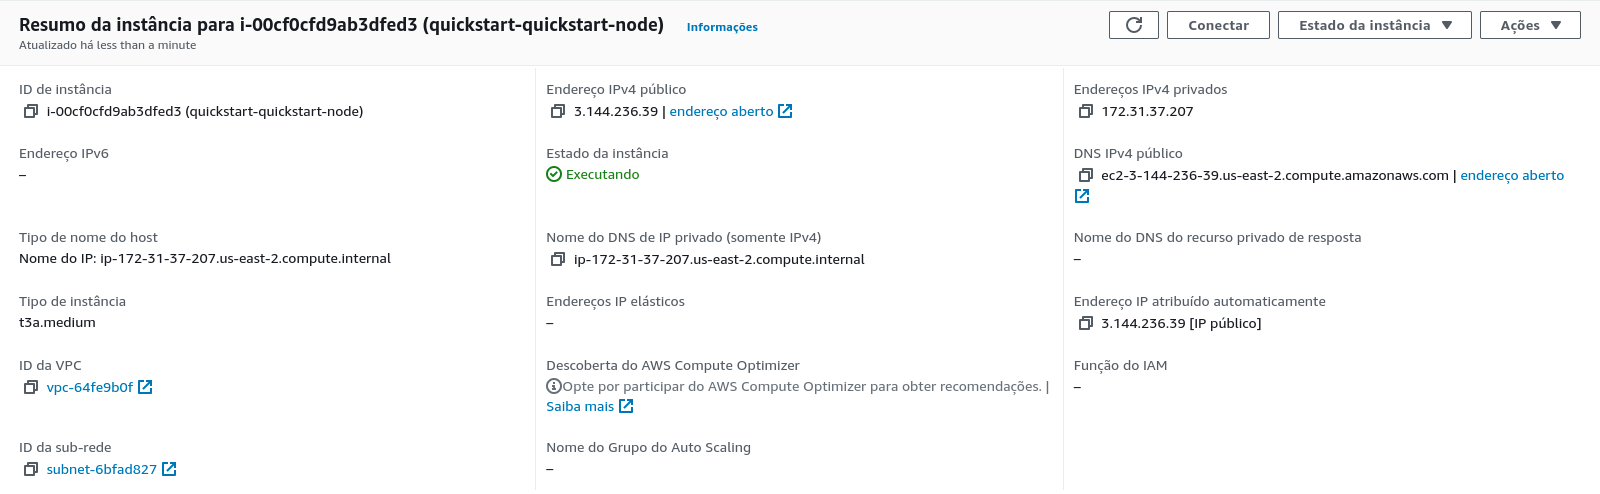 Resumo da instância para i-00cf0cfd9ab3dfed3 (quickstart-quickstart-node) Informações
Atualizado há less than a minute
Conectar
Estado da instância
Ações
ID de instância
i-00cf0cfd9ab3dfed3 (quickstart-quickstart-node)
Endereço IPv4 público
3.144.236.39 | endereço aberto
Endereços IPv4 privados
172.31.37.207
Endereço IPv6
–
Estado da instância
Executando
DNS IPv4 público
ec2-3-144-236-39.us-east-2.compute.amazonaws.com | endereço aberto
Tipo de nome do host
Nome do IP: ip-172-31-37-207.us-east-2.compute.internal
Nome do DNS de IP privado (somente IPv4)
ip-172-31-37-207.us-east-2.compute.internal
Nome do DNS do recurso privado de resposta
–
Tipo de instância
t3a.medium
Endereços IP elásticos
–
Endereço IP atribuído automaticamente
3.144.236.39 [IP público]
ID da VPC
vpc-64fe9b0f
Descoberta do AWS Compute Optimizer
Opte por participar do AWS Compute Optimizer para obter recomendações. |
Saiba mais
Função do IAM
–
ID da sub-rede
subnet-6bfad827
Nome do Grupo do Auto Scaling
–